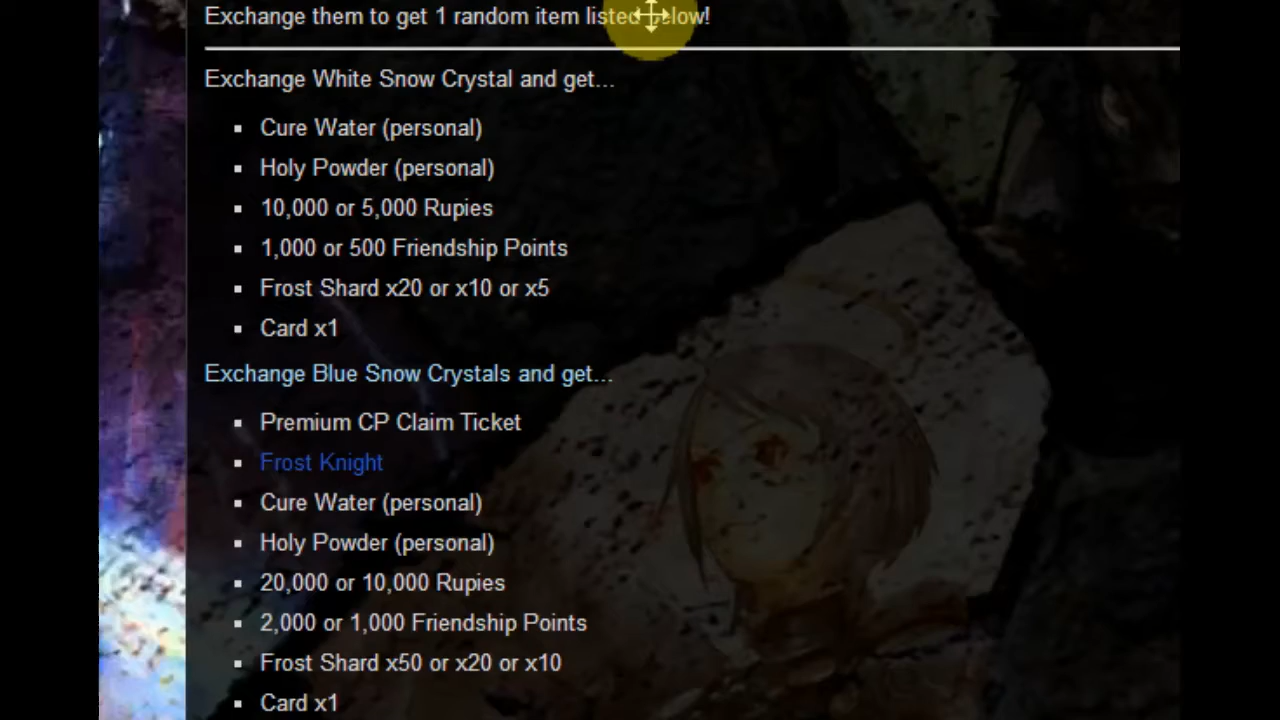 Exchange them to get 1 random item listed below!
Exchange White Snow Crystal and get...
Cure Water (personal)
Holy Powder (personal)
10,000 or 5,000 Rupies
1,000 or 500 Friendship Points
Frost Shard x20 or x10 or x5
Card x1
Exchange Blue Snow Crystals and get...
Premium CP Claim Ticket
Frost Knight
Cure Water (personal)
Holy Powder (personal)
20,000 or 10,000 Rupies
2,000 or 1,000 Friendship Points
Frost Shard x50 or x20 or x10
Card x1